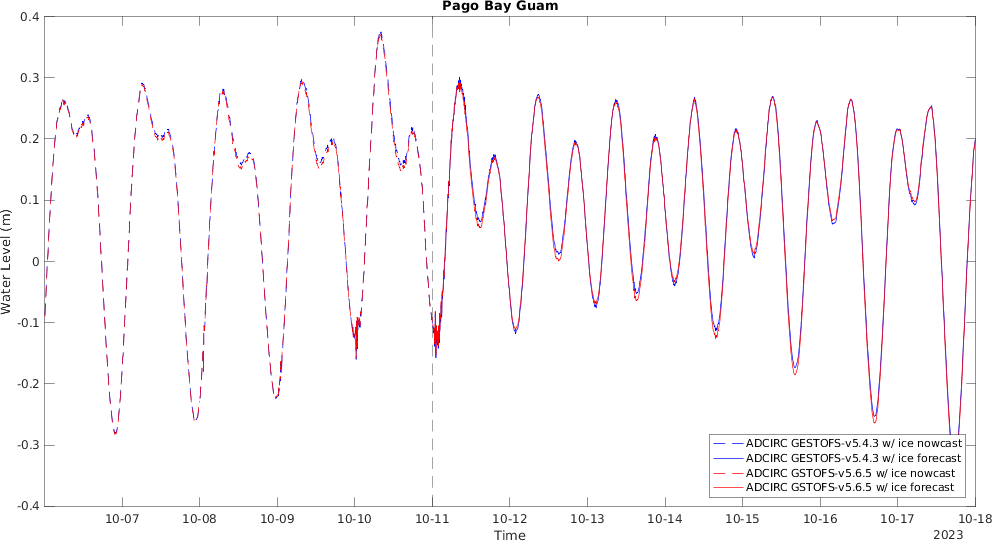 Pago Bay Guam
Water Level (m)
0.4
0.3
0.2
0.1
0
-0.1
-0.2
-0.3
-0.4
ADCIRC GESTOFS-v5.4.3 w/ ice nowcast
ADCIRC GESTOFS-v5.4.3 w/ ice forecast
ADCIRC GSTOFS-v5.6.5 w/ ice nowcast
ADCIRC GSTOFS-v5.6.5 w/ ice forecast
10-07 10-08 10-09 10-10 10-11 10-12 10-13 10-14 10-15 10-16 10-17 10-18
Time
2023